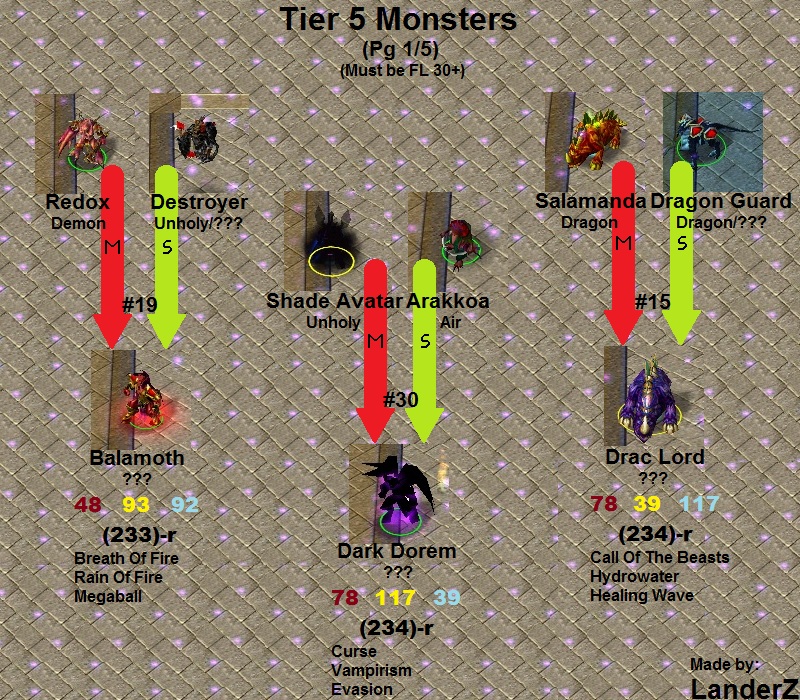 Tier 5 Monsters
(Pg 1/5)
(Must be FL 30+)
Redox
Demon
M
Destroyer
Unholy/???
S
#19
Balamoth
???
48 93 92
(233)-r
Breath Of Fire
Rain Of Fire
Megaball
Shade Avatar
Unholy
M
Arakkoa
Air
S
#30
Dark Dorem
???
78 117 39
(234)-r
Curse
Vampirism
Evasion
Salamanda
Dragon
M
Dragon Guard
Dragon/???
S
#15
Drac Lord
???
78 39 117
(234)-r
Call Of The Beasts
Hydrowater
Healing Wave
Made by:
LanderZ